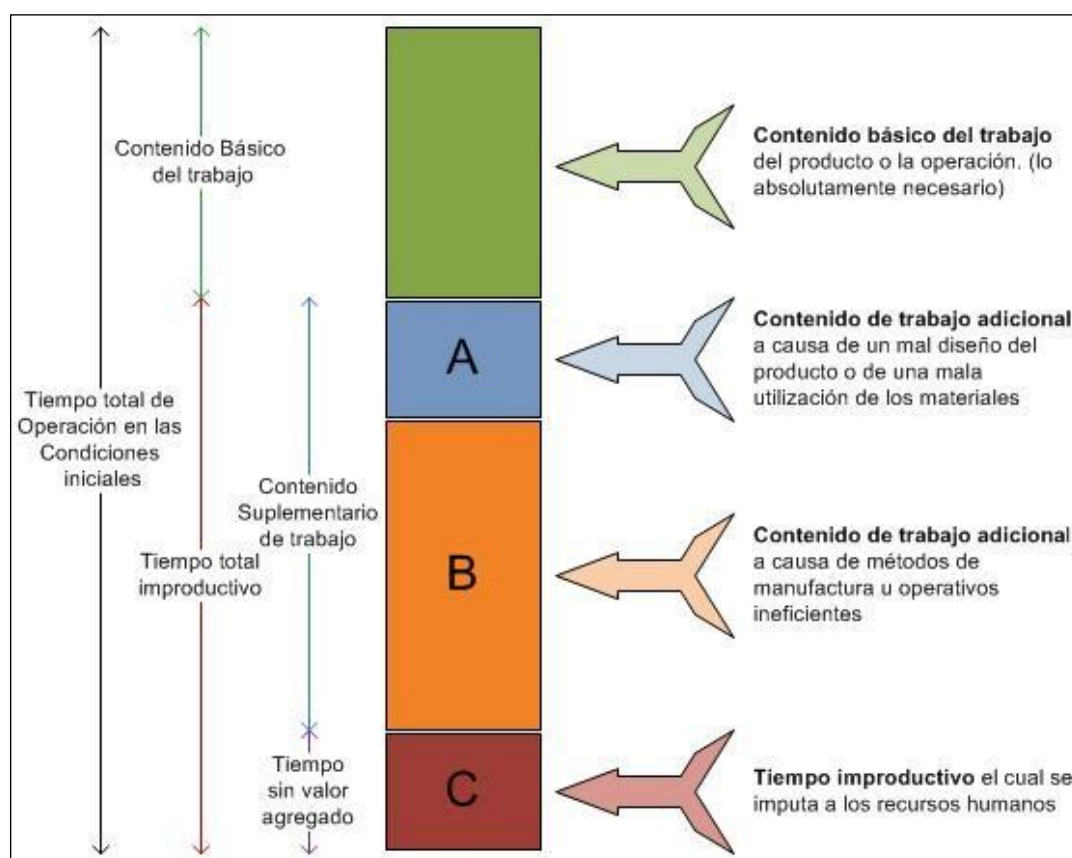 Contenido Básico
del trabajo
Tiempo total de
Operación en las
Condiciones
iniciales
Tiempo total
improductivo
Contenido
Suplementario
de trabajo
Tiempo
sin valor
agregado
A
B
C
Contenido básico del trabajo
del producto o la operación. (lo
absolutamente necesario)
Contenido de trabajo adicional
a causa de un mal diseño del
producto o de una mala
utilización de los materiales
Contenido de trabajo adicional
a causa de métodos de
manufactura u operativos
ineficientes
Tiempo improductivo el cual se
imputa a los recursos humanos